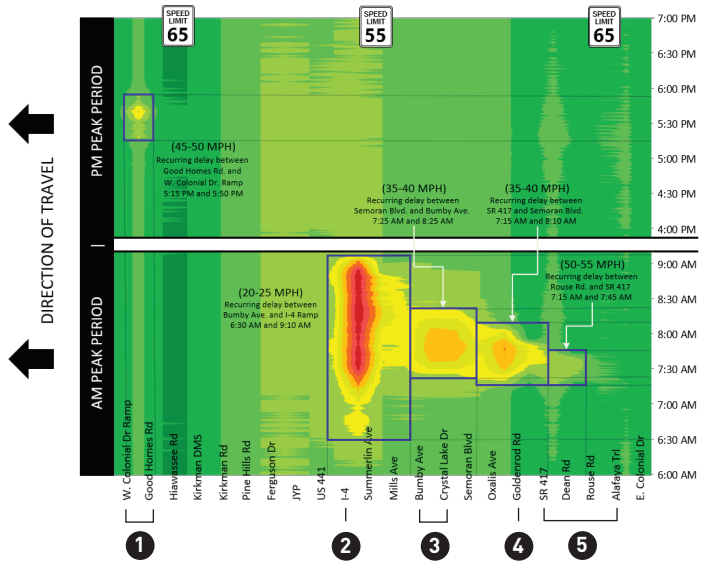 SPEED
LIMIT
65
SPEED
LIMIT
55
SPEED
LIMIT
65
7:00 PM
6:30 PM
6:00 PM
5:30 PM
5:00 PM
4:30 PM
4:00 PM
9:00 AM
8:30 AM
8:00 AM
7:30 AM
7:00 AM
6:30 AM
6:00 AM
DIRECTION OF TRAVEL
PM PEAK PERIOD
AM PEAK PERIOD
(45-50 MPH)
Recurring delay between
Good Homes Rd. and
W. Colonial Dr. Ramp
5:15 PM and 5:50 PM
(35-40 MPH)
Recurring delay between
Semoran Blvd. and Bumby Ave.
7:25 AM and 8:25 AM
(35-40 MPH)
Recurring delay between
SR 417 and Semoran Blvd.
7:15 AM and 8:10 AM
(50-55 MPH)
Recurring delay between
Rouse Rd. and SR 417
7:15 AM and 7:45 AM
(20-25 MPH)
Recurring delay between
Bumby Ave. and I-4 Ramp
6:30 AM and 9:10 AM
W. Colonial Dr Ramp
Good Homes Rd
Hiawassee Rd
Kirkman DMS
Kirkman Rd
Pine Hills Rd
Ferguson Dr
JYP
US 441
I-4
Summerlin Ave
Mills Ave
Bumby Ave
Crystal Lake Dr
Semoran Blvd
Oxalis Ave
Goldenrod Rd
SR 417
Dean Rd
Rouse Rd
Alafaya Trl
E. Colonial Dr
1
2
3
4
5